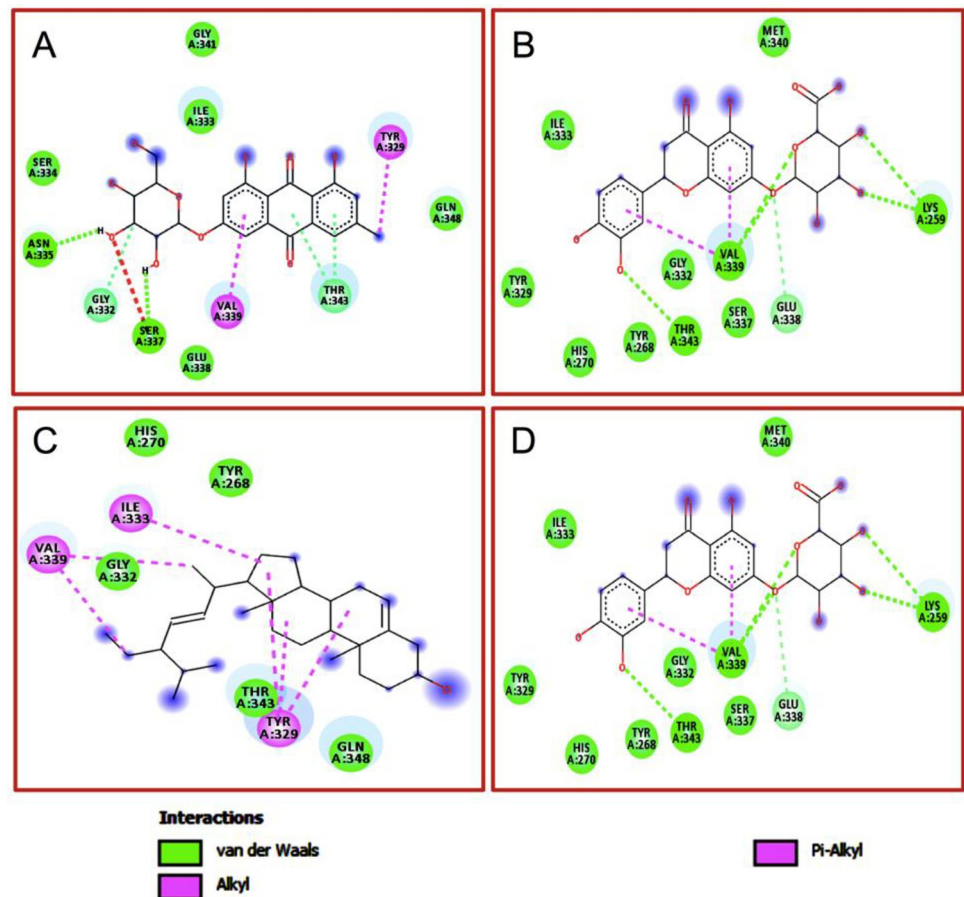 A
GLY
A:341
ILE
A:333
TYR
A:329
SER
A:334
GLN
A:348
ASN
A:335
H
H
GLY
A:332
VAL
A:339
THR
A:343
SER
A:337
GLU
A:338
B
MET
A:340
ILE
A:333
LYS
A:259
VAL
A:339
GLY
A:332
TYR
A:329
SER
A:337
GLU
A:338
THR
A:343
TYR
A:268
HIS
A:270
C
HIS
A:270
TYR
A:268
ILE
A:333
VAL
A:339
GLY
A:332
THR
A:343
TYR
A:329
GLN
A:348
D
MET
A:340
ILE
A:333
LYS
A:259
VAL
A:339
GLY
A:332
TYR
A:329
SER
A:337
GLU
A:338
THR
A:343
TYR
A:268
HIS
A:270
Interactions
van der Waals
Alkyl
Pi-Alkyl